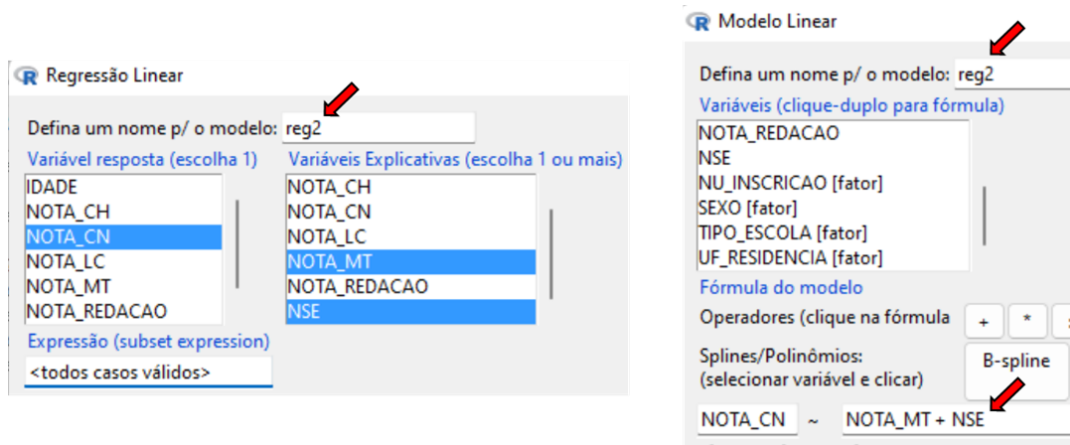 Regressão Linear
Defina um nome p/ o modelo: reg2
Variável resposta (escolha 1)
IDADE
NOTA_CH
NOTA_CN
NOTA_LC
NOTA_MT
NOTA_REDACAO
Variáveis Explicativas (escolha 1 ou mais)
NOTA_CH
NOTA_CN
NOTA_LC
NOTA_MT
NOTA_REDACAO
NSE
Expressão (subset expression)
<todos casos válidos>
Modelo Linear
Defina um nome p/ o modelo: reg2
Variáveis (clique-duplo para fórmula)
NOTA_REDACAO
NSE
NU_INSCRICAO [fator]
SEXO [fator]
TIPO_ESCOLA [fator]
UF_RESIDENCIA [fator]
Fórmula do modelo
Operadores (clique na fórmula + *
Splines/Polinômios:
(selecionar variável e clicar)
B-spline
NOTA_CN ~ NOTA_MT + NSE